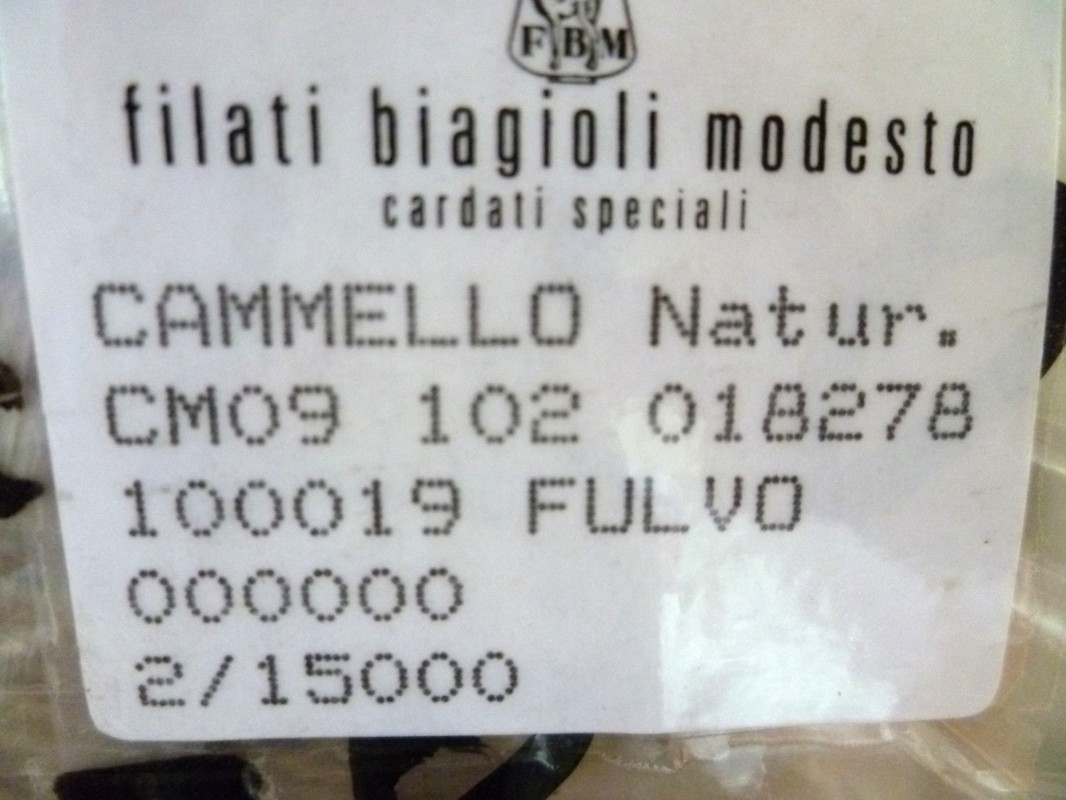 FBM
filati biagioli modesto
cardati speciali
CAMMELLO Natur.
CM09 102 018278
100019 FULVO
000000
2/15000